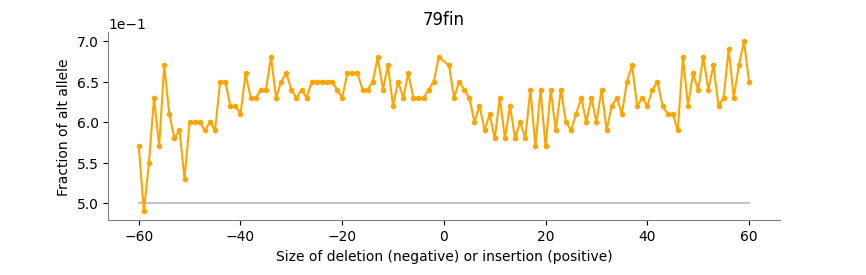 79fin
1e−1
7.0
6.5
6.0
5.5
5.0
Fraction of alt allele
−60 −40 −20 0 20 40 60
Size of deletion (negative) or insertion (positive)